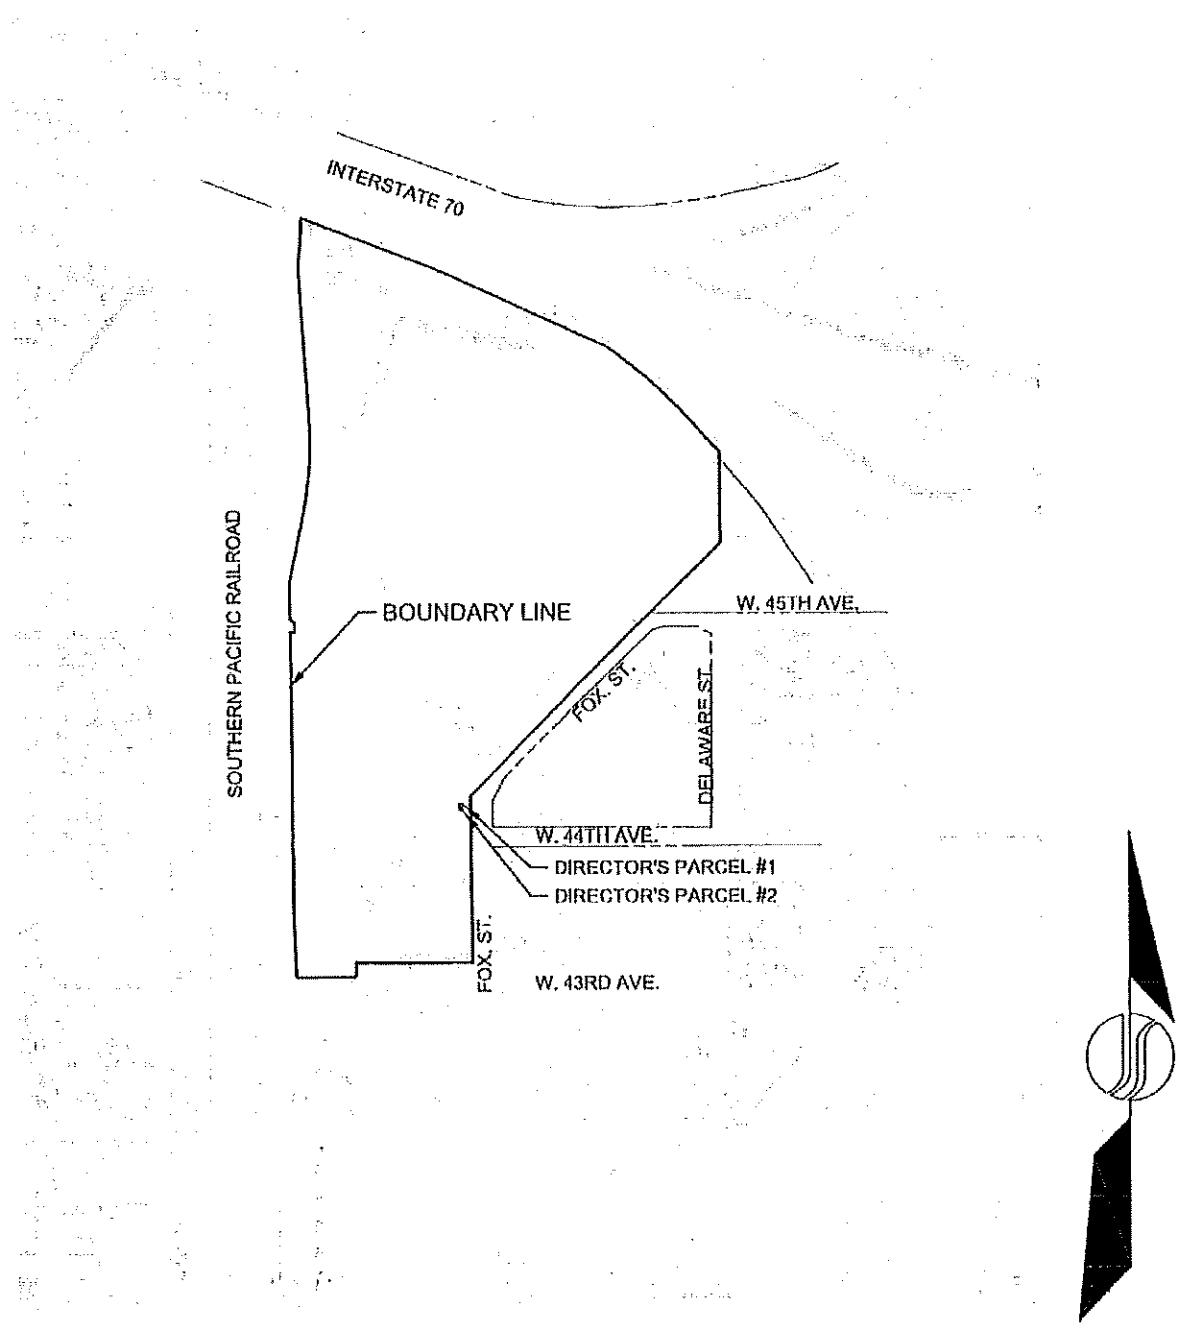 INTERSTATE 70
SOUTHERN PACIFIC RAILROAD
BOUNDARY LINE
W. 45TH AVE.
FOX. ST.
DELAWARE ST.
W. 44TH AVE.
DIRECTOR'S PARCEL #1
DIRECTOR'S PARCEL #2
FOX. ST.
W. 43RD AVE.